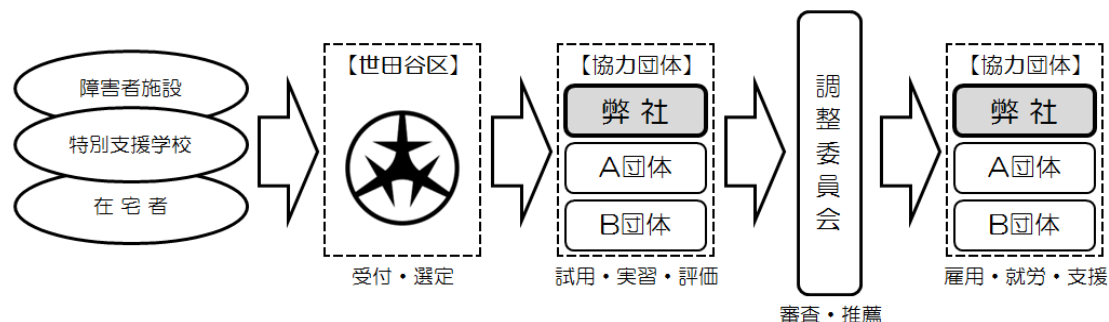 障害者施設
特別支援学校
在宅者
【世田谷区】
受付・選定
【協力団体】
弊社
A団体
B団体
試用・実習・評価
調整委員会
審査・推薦
【協力団体】
弊社
A団体
B団体
雇用・就労・支援